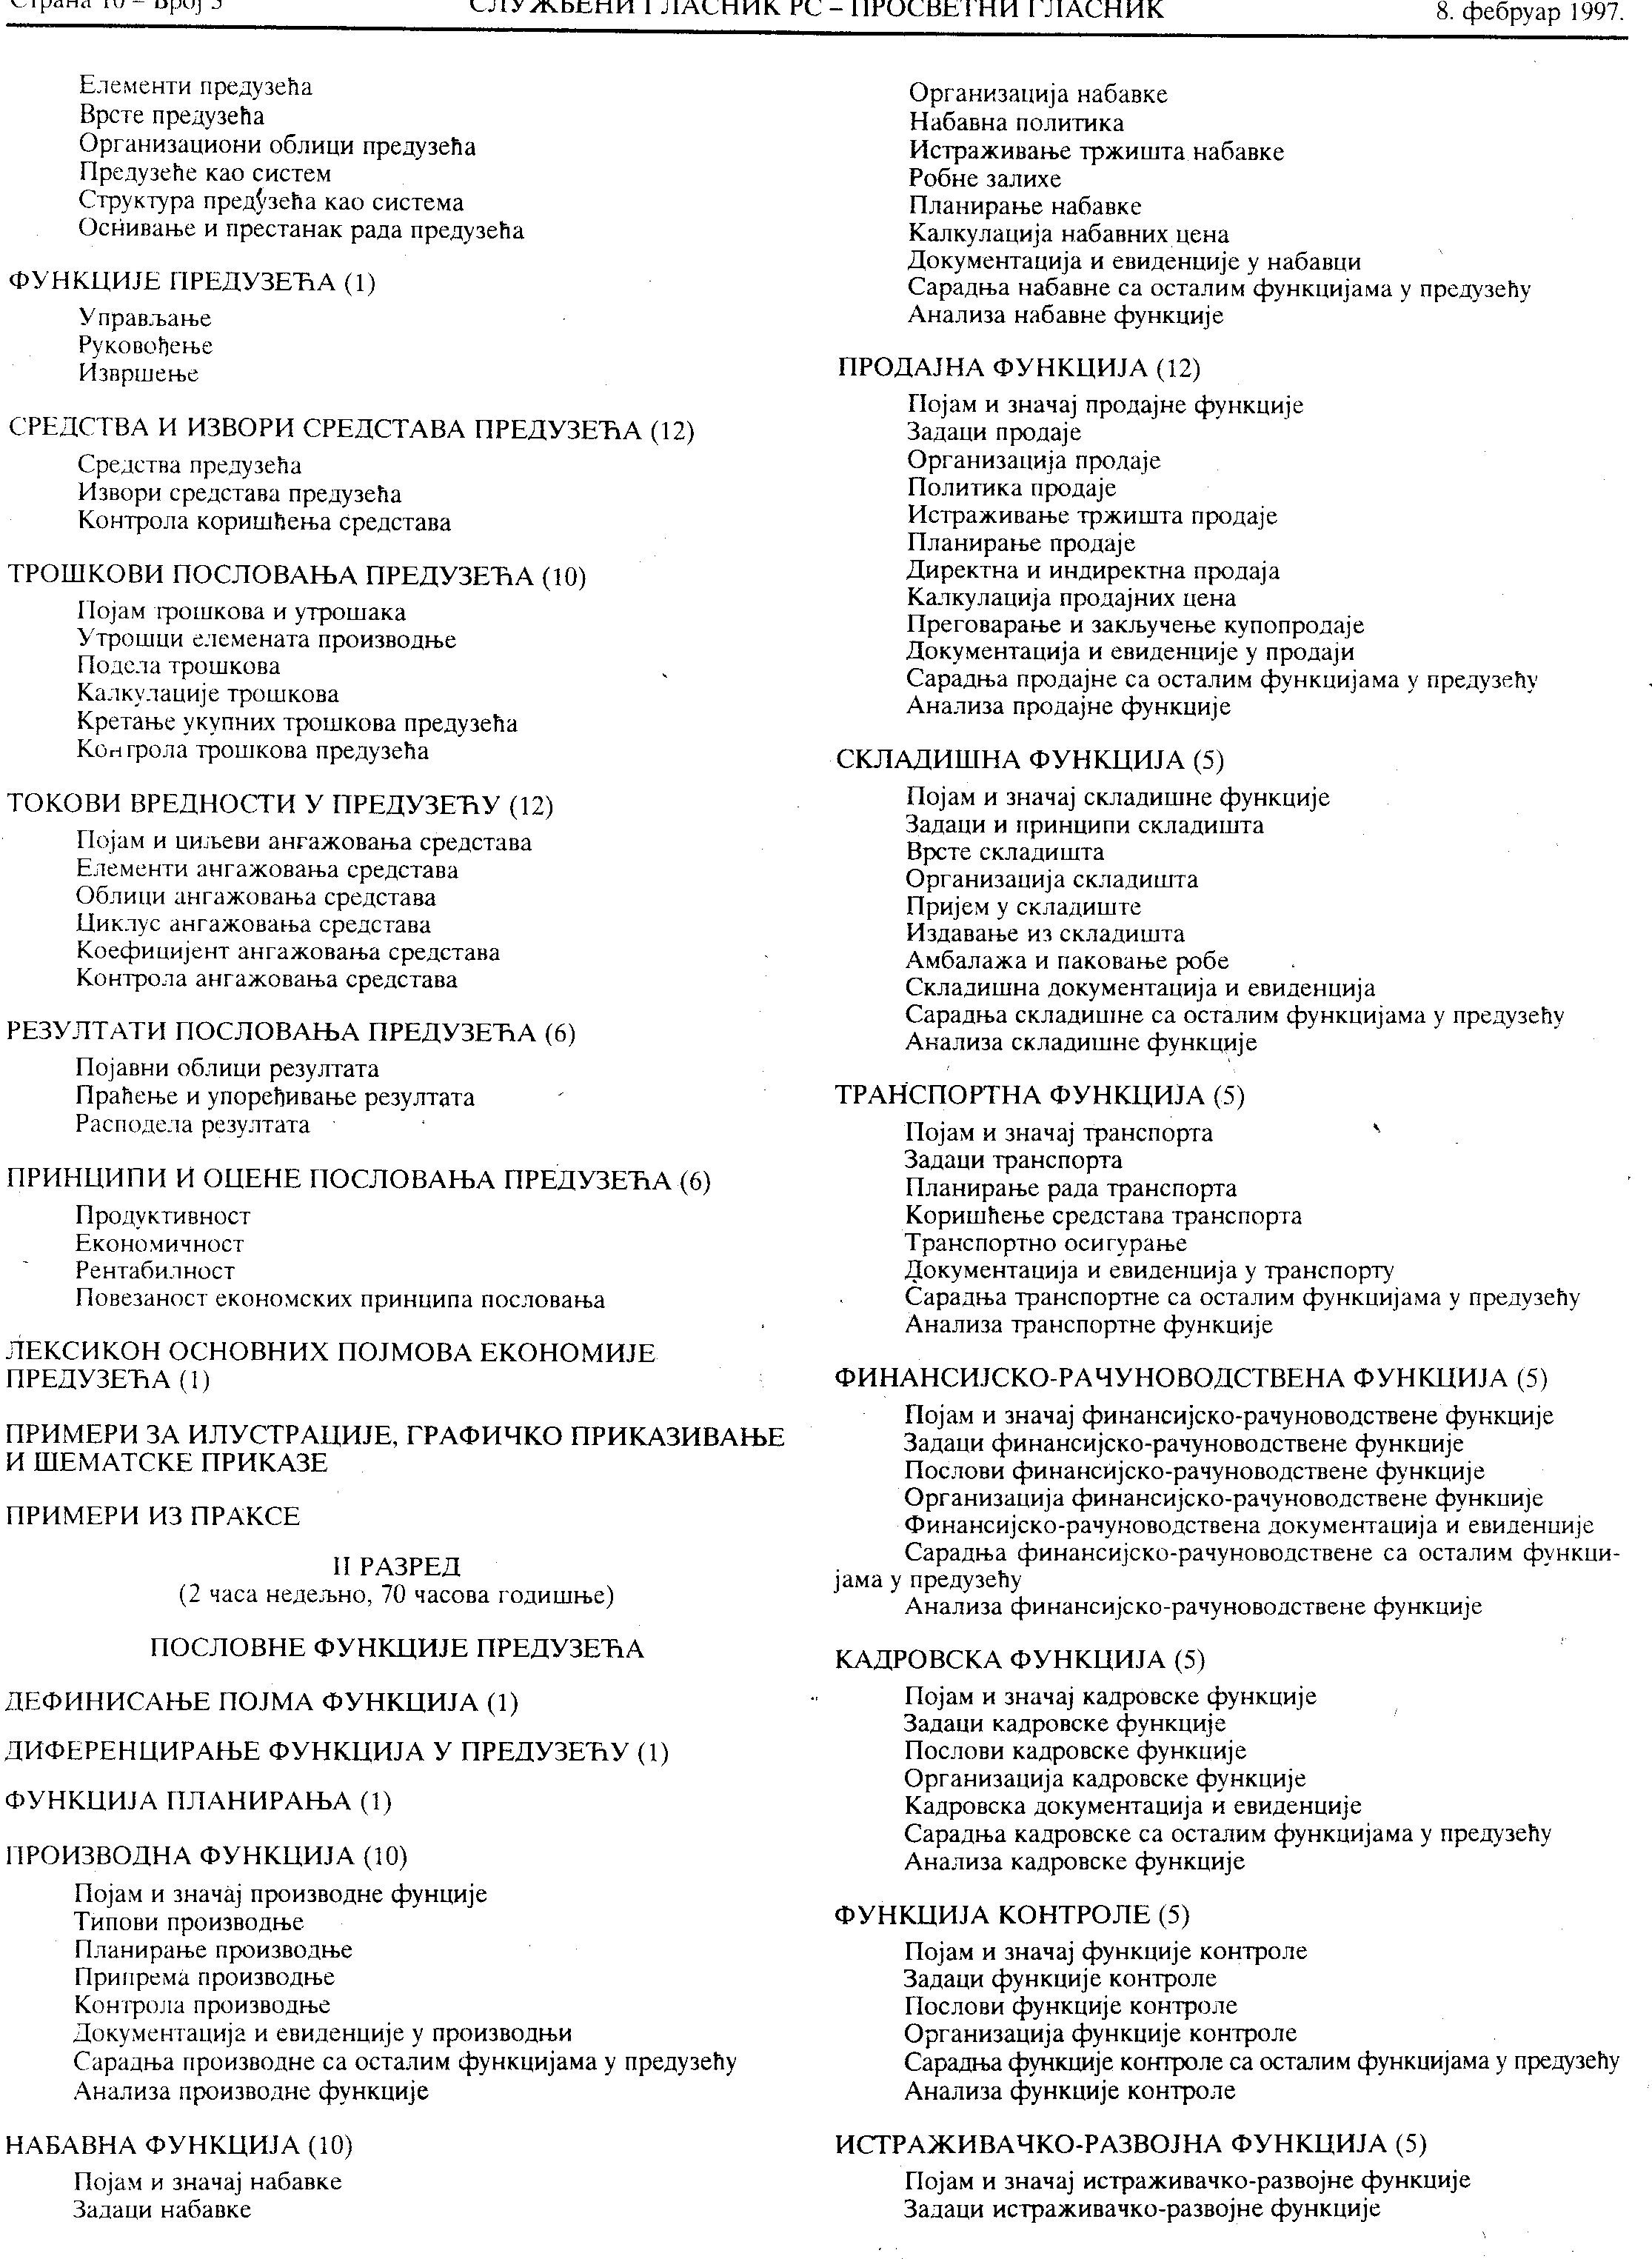 Страна 10 – Број 3 СЛУЖБЕНИ ГЛАСНИК РС – ПРОСВЕТНИ ГЛАСНИК 8. фебруар 1997.
Елементи предузећа
Врсте предузећа
Организациони облици предузећа
Предузеће као систем
Структура предузећа као система
Оснивање и престанак рада предузећа
ФУНКЦИЈЕ ПРЕДУЗЕЋА (1)
Управљање
Руковођење
Извршење
СРЕДСТВА И ИЗВОРИ СРЕДСТАВА ПРЕДУЗЕЋА (12)
Средства предузећа
Извори средстава предузећа
Контрола коришћења средстава
ТРОШКОВИ ПОСЛОВАЊА ПРЕДУЗЕЋА (10)
Појам трошкова и утрошака
Утрошци елемената производње
Подела трошкова
Калкулације трошкова
Кретање укупних трошкова предузећа
Контрола трошкова предузећа
ТОКОВИ ВРЕДНОСТИ У ПРЕДУЗЕЋУ (12)
Појам и циљеви ангажовања средстава
Елементи ангажовања средстава
Облици ангажовања средстава
Циклус ангажовања средстава
Коефицијент ангажовања средстава
Контрола ангажовања средстава
РЕЗУЛТАТИ ПОСЛОВАЊА ПРЕДУЗЕЋА (6)
Појавни облици резултата
Праћење и упоређивање резултата
Расподела резултата
ПРИНЦИПИ И ОЦЕНЕ ПОСЛОВАЊА ПРЕДУЗЕЋА (6)
Продуктивност
Економичност
Рентабилност
Повезаност економских принципа пословања
ЛЕКСИКОН ОСНОВНИХ ПОЈМОВА ЕКОНОМИЈЕ
ПРЕДУЗЕЋА (1)
ПРИМЕРИ ЗА ИЛУСТРАЦИЈЕ, ГРАФИЧКО ПРИКАЗИВАЊЕ
И ШЕМАТСКЕ ПРИКАЗЕ
ПРИМЕРИ ИЗ ПРАКСЕ
II РАЗРЕД
(2 часа недељно, 70 часова годишње)
ПОСЛОВНЕ ФУНКЦИЈЕ ПРЕДУЗЕЋА
ДЕФИНИСАЊЕ ПОЈМА ФУНКЦИЈА (1)
ДИФЕРЕНЦИРАЊЕ ФУНКЦИЈА У ПРЕДУЗЕЋУ (1)
ФУНКЦИЈА ПЛАНИРАЊА (1)
ПРОИЗВОДНА ФУНКЦИЈА (10)
Појам и значај производне фунције
Типови производње
Планирање производње
Припрема производње
Контрола производње
Документација и евиденције у производњи
Сарадња производне са осталим функцијама у предузећу
Анализа производне функције
НАБАВНА ФУНКЦИЈА (10)
Појам и значај набавке
Задаци набавке
Организација набавке
Набавна политика
Истраживање тржишта набавке
Робне залихе
Планирање набавке
Калкулација набавних цена
Документација и евиденције у набавци
Сарадња набавне са осталим функцијама у предузећу
Анализа набавне функције
ПРОДАЈНА ФУНКЦИЈА (12)
Појам и значај продајне функције
Задаци продаје
Организација продаје
Политика продаје
Истраживање тржишта продаје
Планирање продаје
Директна и индиректна продаја
Калкулација продајних цена
Преговарање и закључење купопродаје
Документација и евиденције у продаји
Сарадња продајне са осталим функцијама у предузећу
Анализа продајне функције
СКЛАДИШНА ФУНКЦИЈА (5)
Појам и значај складишне функције
Задаци и принципи складишта
Врсте складишта
Организација складишта
Пријем у складиште
Издавање из складишта
Амбалажа и паковање робе
Складишна документација и евиденција
Сарадња складишне са осталим функцијама у предузећу
Анализа складишне функције
ТРАНСПОРТНА ФУНКЦИЈА (5)
Појам и значај транспорта
Задаци транспорта
Планирање рада транспорта
Коришћење средстава транспорта
Транспортно осигурање
Документација и евиденција у транспорту
Сарадња транспортне са осталим функцијама у предузећу
Анализа транспортне функције
ФИНАНСИЈСКО-РАЧУНОВОДСТВЕНА ФУНКЦИЈА (5)
Појам и значај финансијско-рачуноводствене функције
Задаци финансијско-рачуноводствене функције
Послови финансијско-рачуноводствене функције
Организација финансијско-рачуноводствене функције
Финансијско-рачуноводствена документација и евиденције
Сарадња финансијско-рачуноводствене са осталим функци-
јама у предузећу
Анализа финансијско-рачуноводствене функције
КАДРОВСКА ФУНКЦИЈА (5)
Појам и значај кадровске функције
Задаци кадровске функције
Послови кадровске функције
Организација кадровске функције
Кадровска документација и евиденције
Сарадња кадровске са осталим функцијама у предузећу
Анализа кадровске функције
ФУНКЦИЈА КОНТРОЛЕ (5)
Појам и значај функције контроле
Задаци функције контроле
Послови функције контроле
Организација функције контроле
Сарадња функције контроле са осталим функцијама у предузећу
Анализа функције контроле
ИСТРАЖИВАЧКО-РАЗВОЈНА ФУНКЦИЈА (5)
Појам и значај истраживачко-развојне функције
Задаци истраживачко-развојне функције